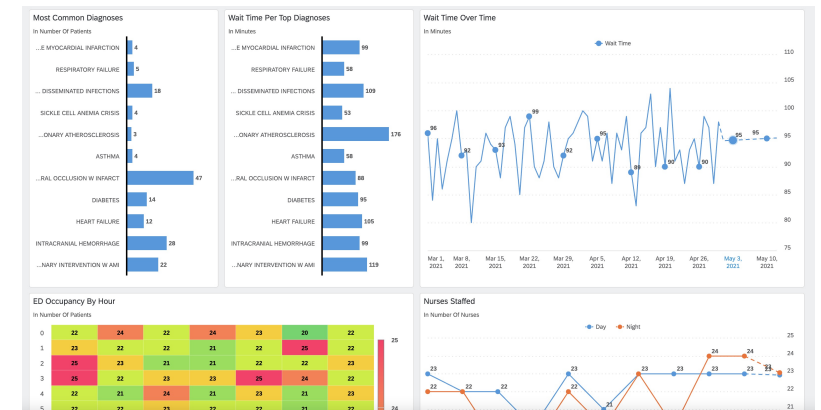 Most Common Diagnoses
In Number Of Patients
...E MYOCARDIAL INFARCTION 4
RESPIRATORY FAILURE 5
... DISSEMINATED INFECTIONS 18
SICKLE CELL ANEMIA CRISIS 4
...ONARY ATHEROSCLEROSIS 3
ASTHMA 4
...RAL OCCLUSION W INFARCT 47
DIABETES 14
HEART FAILURE 12
INTRACRANIAL HEMORRHAGE 28
...NARY INTERVENTION W AMI 22
Wait Time Per Top Diagnoses
In Minutes
...E MYOCARDIAL INFARCTION 99
RESPIRATORY FAILURE 58
... DISSEMINATED INFECTIONS 109
SICKLE CELL ANEMIA CRISIS 53
...ONARY ATHEROSCLEROSIS 176
ASTHMA 58
...RAL OCCLUSION W INFARCT 88
DIABETES 95
HEART FAILURE 105
INTRACRANIAL HEMORRHAGE 99
...NARY INTERVENTION W AMI 119
Wait Time Over Time
In Minutes
Wait Time
110
105
100
95
90
85
80
75
96 92 93 99 92 95 89 90 90 95 95
Mar 1, Mar 8, Mar 15, Mar 22, Mar 29, Apr 5, Apr 12, Apr 19, Apr 26, May 3, May 10,
2021 2021 2021 2021 2021 2021 2021 2021 2021 2021 2021
ED Occupancy By Hour
In Number Of Patients
0 22 24 22 24 23 20 22
1 23 22 22 21 22 25 22
2 25 23 21 21 22 22 23
3 25 22 23 23 25 24 22
4 22 21 24 21 23 22 21
5
25
24
Nurses Staffed
In Number Of Nurses
Day Night
25
24
23
22
21
24 24
23 23 23 23 23 23
22 22 22 22
21